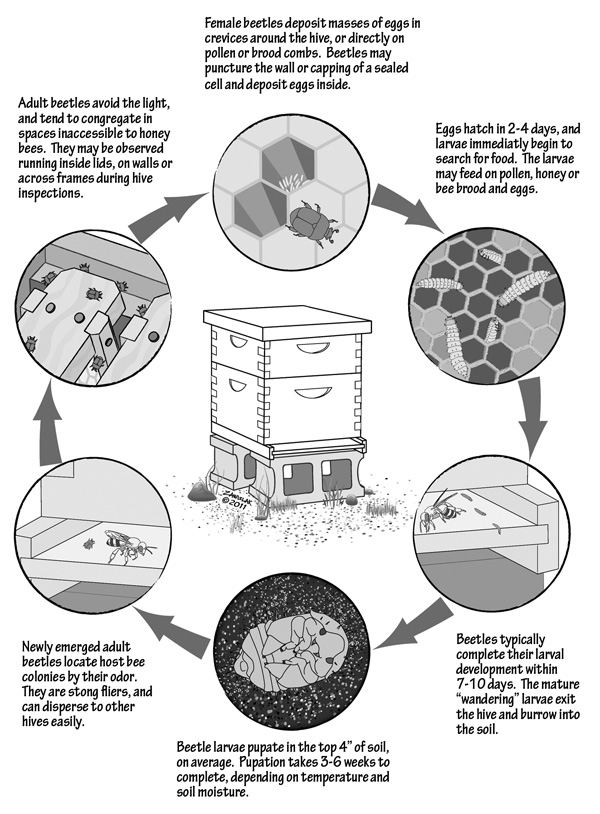 Female beetles deposit masses of eggs in
crevices around the hive, or directly on
pollen or brood combs. Beetles may
puncture the wall or capping of a sealed
cell and deposit eggs inside.
Eggs hatch in 2-4 days, and
larvae immediatly begin to
search for food. The larvae
may feed on pollen, honey or
bee brood and eggs.
Beetles typically
complete their larval
development within
7-10 days. The mature
"wandering" larvae exit
the hive and burrow into
the soil.
Beetle larvae pupate in the top 4" of soil,
on average. Pupation takes 3-6 weeks to
complete, depending on temperature and
soil moisture.
Newly emerged adult
beetles locate host bee
colonies by their odor.
They are stong fliers, and
can disperse to other
hives easily.
Adult beetles avoid the light,
and tend to congregate in
spaces inaccessible to honey
bees. They may be observed
running inside lids, on walls or
across frames during hive
inspections.
©2011